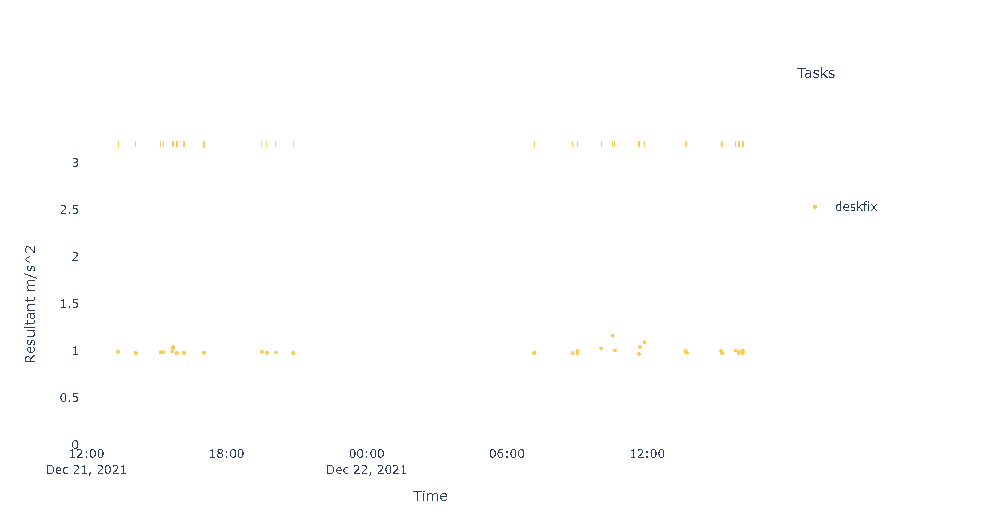 Tasks
deskfix
3
2.5
2
1.5
1
0.5
0
Resultant m/s^2
12:00
Dec 21, 2021
18:00
00:00
Dec 22, 2021
06:00
12:00
Time